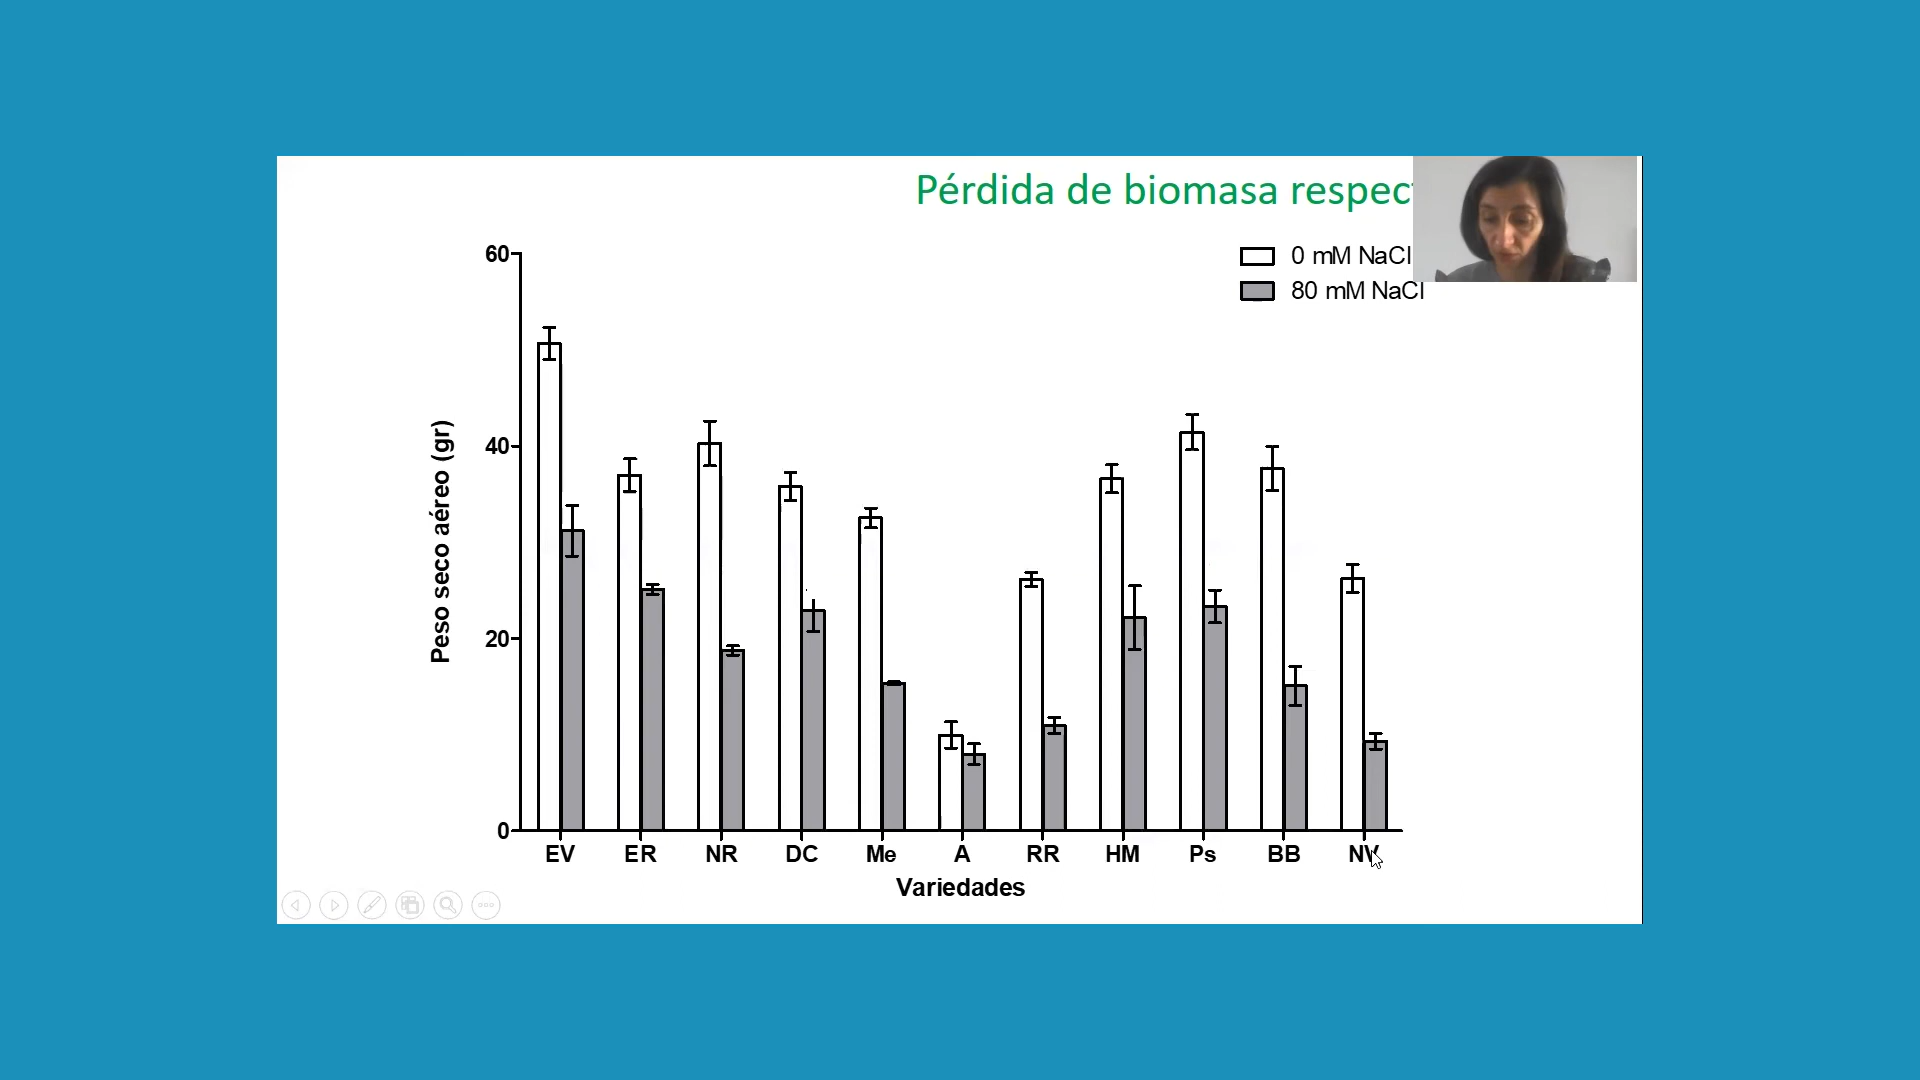 Pérdida de biomasa respec
60
0 mM NaCl
80 mM NaCl
40
20
0
Peso seco aéreo (gr)
EV ER NR DC Me A RR HM Ps BB NV
Variedades